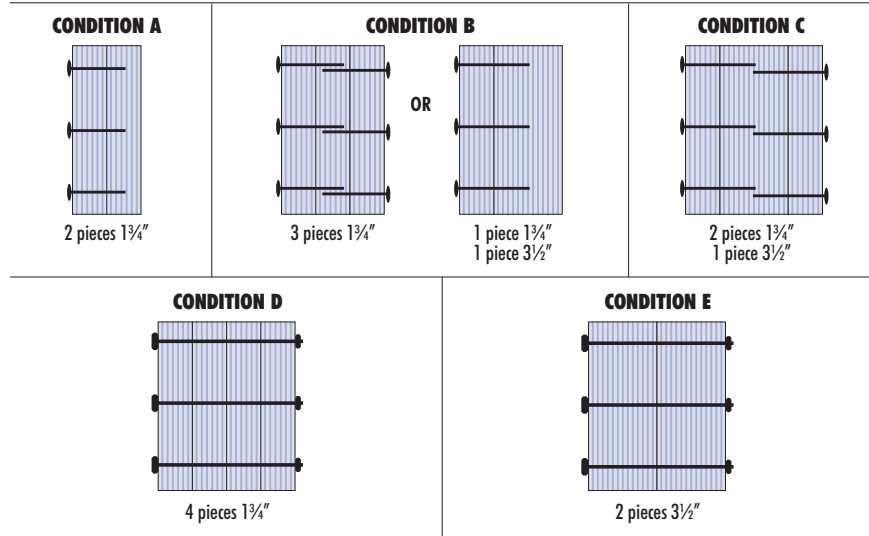 CONDITION A
2 pieces 1¾"
CONDITION B
3 pieces 1¾"
OR
1 piece 1¾"
1 piece 3½"
CONDITION C
2 pieces 1¾"
1 piece 3½"
CONDITION D
4 pieces 1¾"
CONDITION E
2 pieces 3½"